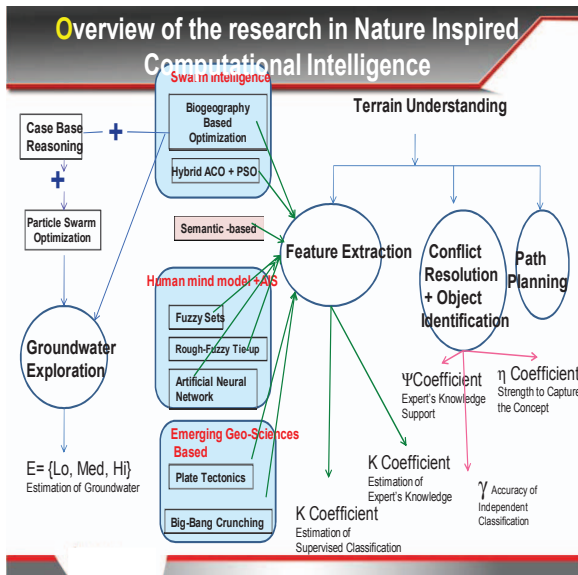 Overview of the research in Nature Inspired
Computational Intelligence
Swarm Intelligence
Biogeography
Based
Optimization
Hybrid ACO + PSO
Case Base
Reasoning
+
+
Particle Swarm
Optimization
Groundwater
Exploration
E= {Lo, Med, Hi}
Estimation of Groundwater
Semantic -based
Human mind model +AIS
Fuzzy Sets
Rough-Fuzzy Tie-up
Artificial Neural
Network
Emerging Geo-Sciences
Based
Plate Tectonics
Big-Bang Crunching
Terrain Understanding
Feature Extraction
Conflict
Resolution
+ Object
Identification
Path
Planning
ΨCoefficient
Expert's Knowledge
Support
η Coefficient
Strength to Capture
the Concept
K Coefficient
Estimation of
Expert's Knowledge
γ Accuracy of
Independent
Classification
K Coefficient
Estimation of
Supervised Classification